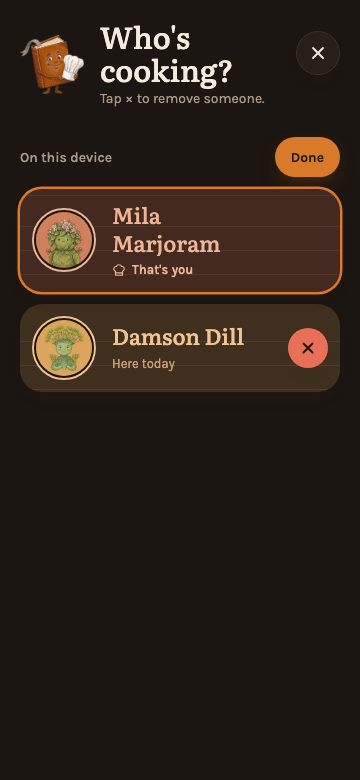 Who's
cooking?
Tap × to remove someone.
On this device
Done
Mila
Marjoram
That's you
Damson Dill
Here today